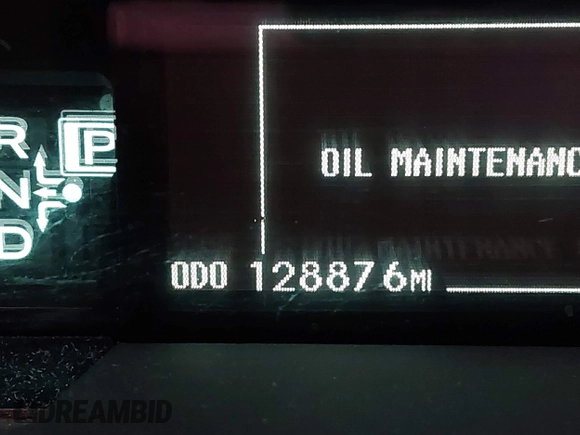 R
P
N
D
OIL MAINTENANC
ODO 128876MI
DREAMBID